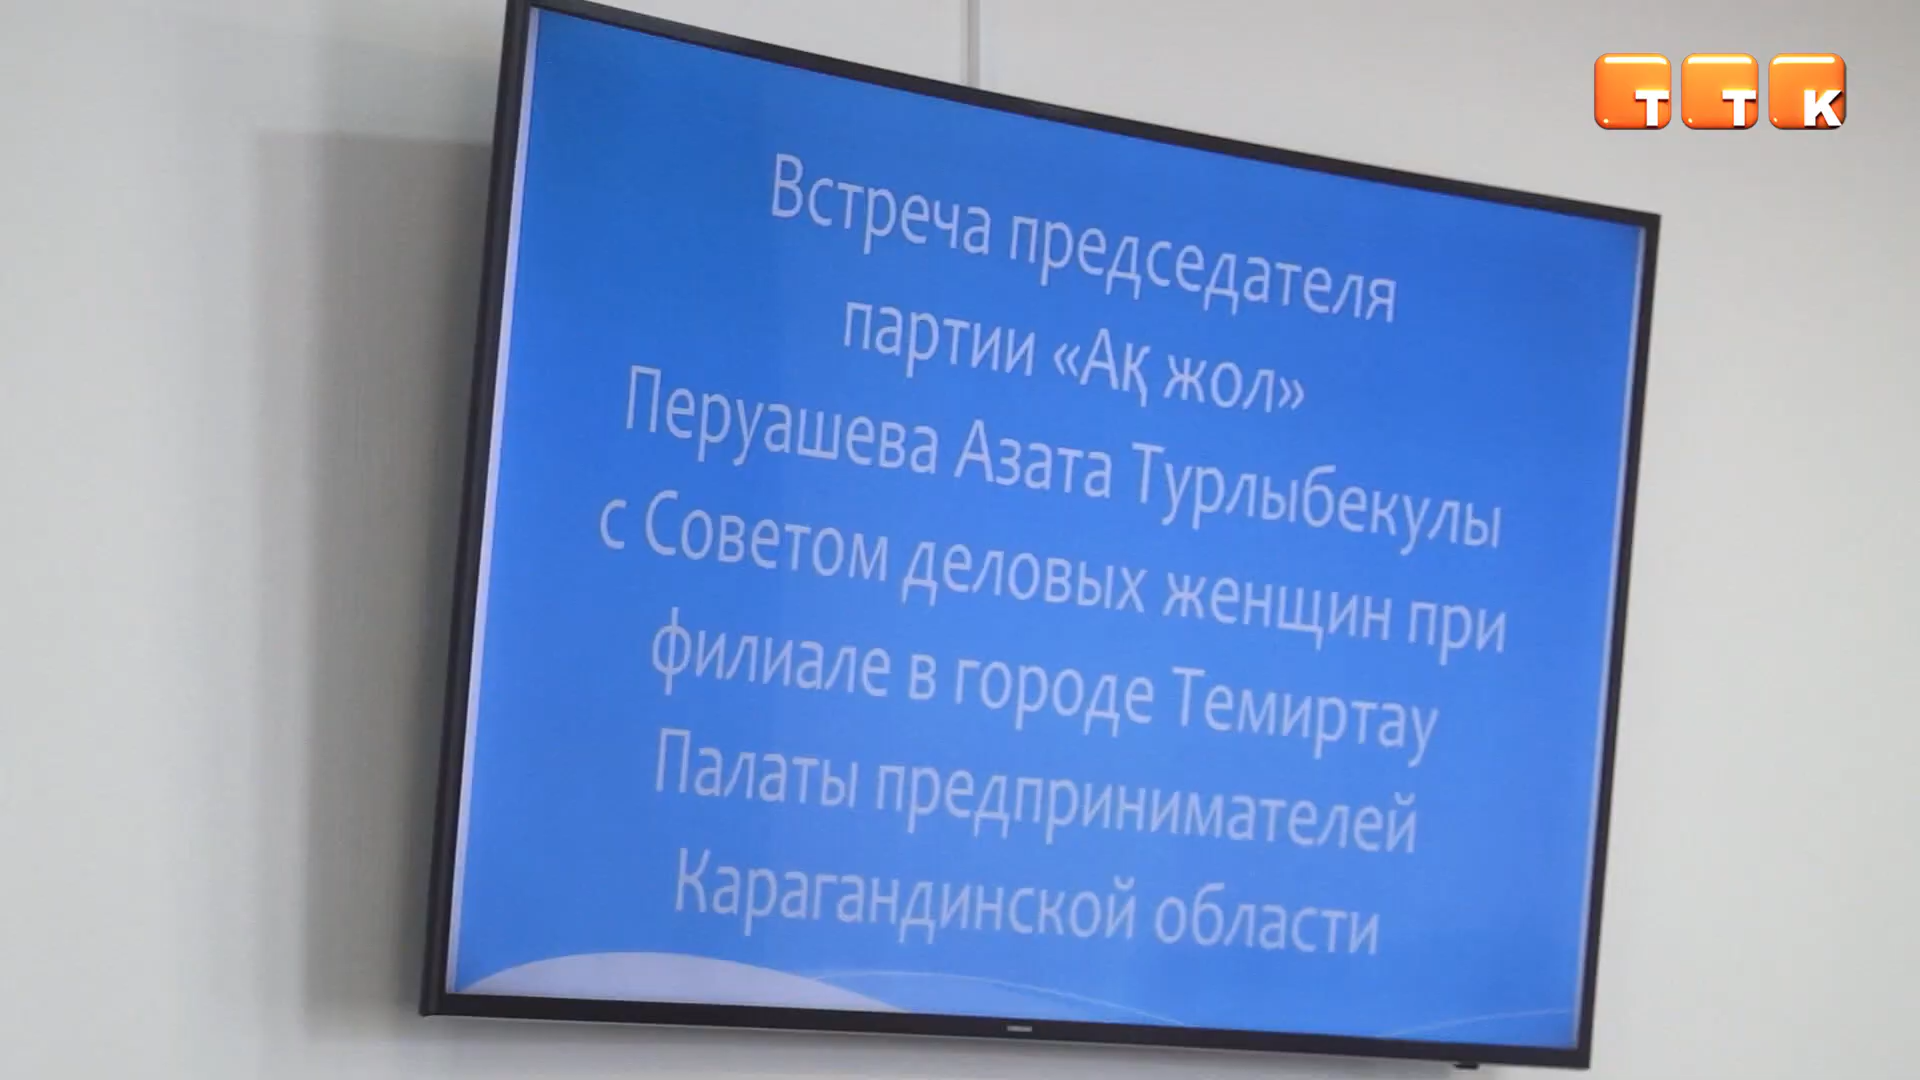 ТТК
Встреча председателя
партии «Ақ жол»
Перуашева Азата Турлыбекулы
с Советом деловых женщин при
филиале в городе Темиртау
Палаты предпринимателей
Карагандинской области